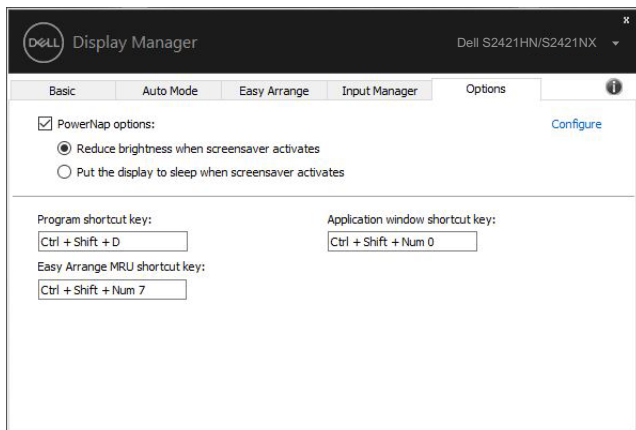 x
DELL Display Manager Dell S2421HN/S2421NX
Basic Auto Mode Easy Arrange Input Manager Options
PowerNap options: Configure
Reduce brightness when screensaver activates
Put the display to sleep when screensaver activates
Program shortcut key: Application window shortcut key:
Ctrl + Shift + D Ctrl + Shift + Num 0
Easy Arrange MRU shortcut key:
Ctrl + Shift + Num 7